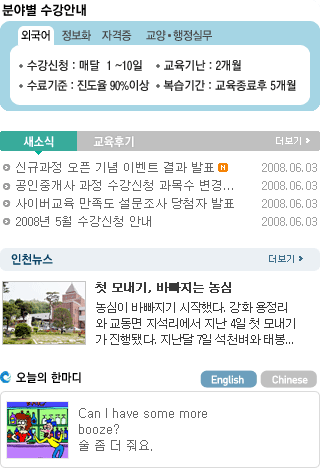 분야별 수강안내
외국어 정보화 자격증 교양·행정실무
• 수강신청 : 매달 1 ~10일 • 교육기난 : 2개월
• 수료기준 : 진도율 90%이상 • 복습기간 : 교육종료후 5개월
새소식 교육후기 더보기 >
신규과정 오픈 기념 이벤트 결과 발표 N 2008.06.03
공인중개사 과정 수강신청 과목수 변경... 2008.06.03
사이버교육 만족도 설문조사 당첨자 발표 2008.06.03
2008년 5월 수강신청 안내 2008.06.03
인천뉴스 더보기 >
첫 모내기, 바빠지는 농심
농심이 바빠지기 시작했다. 강화 용정리
와 교동면 지석리에서 지난 4일 첫 모내기
가 진행됐다. 지난달 7일 석천벼와 태봉...
오늘의 한마디 English Chinese
Can I have some more
booze?
술 좀 더 줘요.